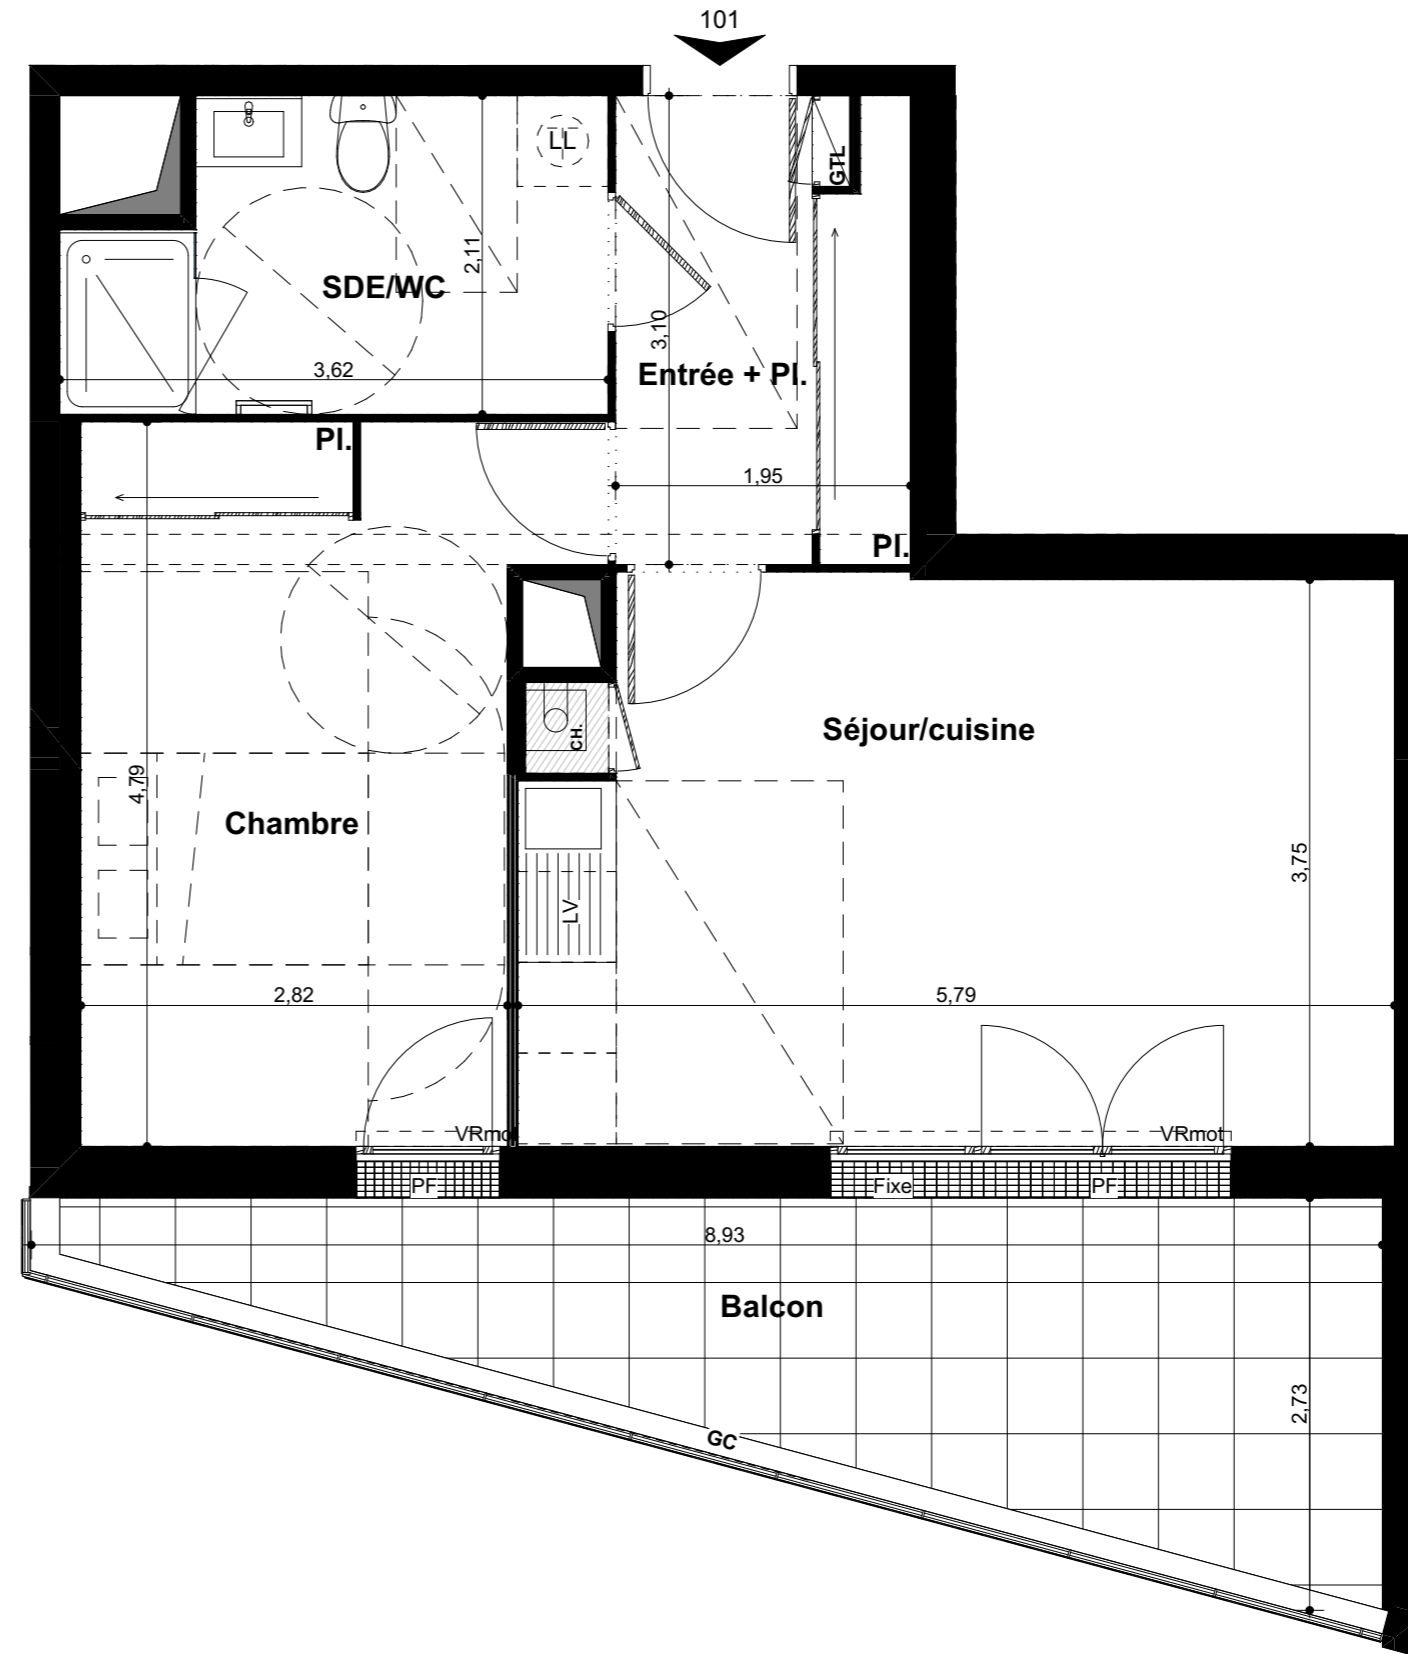 101
LL
GTL
2,11
SDE/WC
3,10
3,62
Entrée + Pl.
Pl.
1,95
Pl.
CH.
Séjour/cuisine
4,79
Chambre
3,75
LV
2,82
5,79
VRmot
VRmot
PF
Fixe
PF
8,93
Balcon
2,73
GC